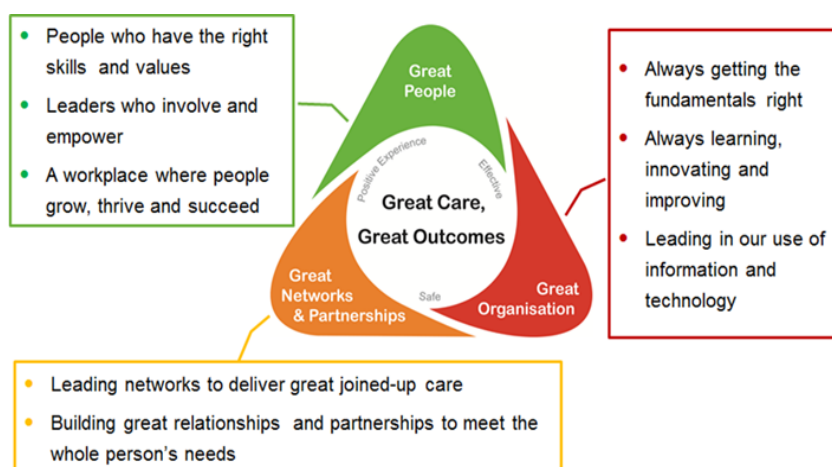 • People who have the right
skills and values
• Leaders who involve and
empower
• A workplace where people
grow, thrive and succeed
Great
People
• Always getting the
fundamentals right
• Always learning,
innovating and
improving
• Leading in our use of
information and
technology
Positive Experience
Effective
Great Care,
Great Outcomes
Safe
Great
Networks
& Partnerships
Great
Organisation
• Leading networks to deliver great joined-up care
• Building great relationships and partnerships to meet the
whole person's needs